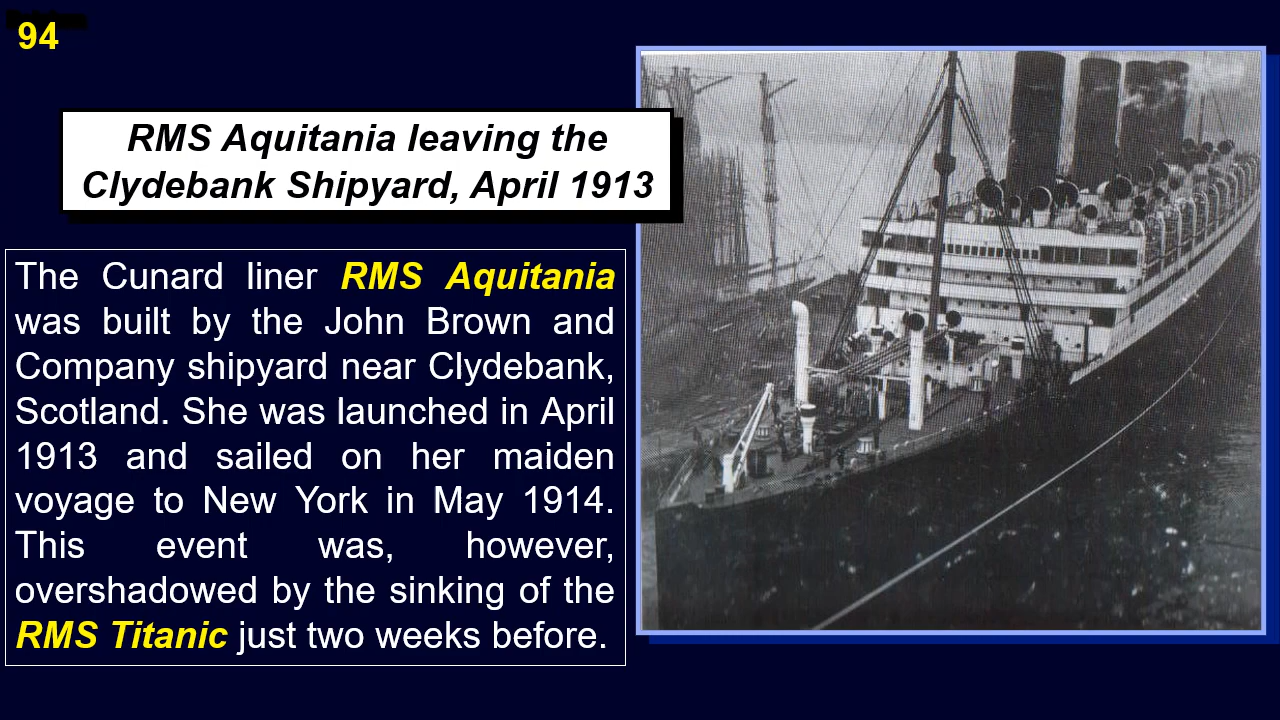 94
RMS Aquitania leaving the
Clydebank Shipyard, April 1913
The Cunard liner RMS Aquitania
was built by the John Brown and
Company shipyard near Clydebank,
Scotland. She was launched in April
1913 and sailed on her maiden
voyage to New York in May 1914.
This event was, however,
overshadowed by the sinking of the
RMS Titanic just two weeks before.